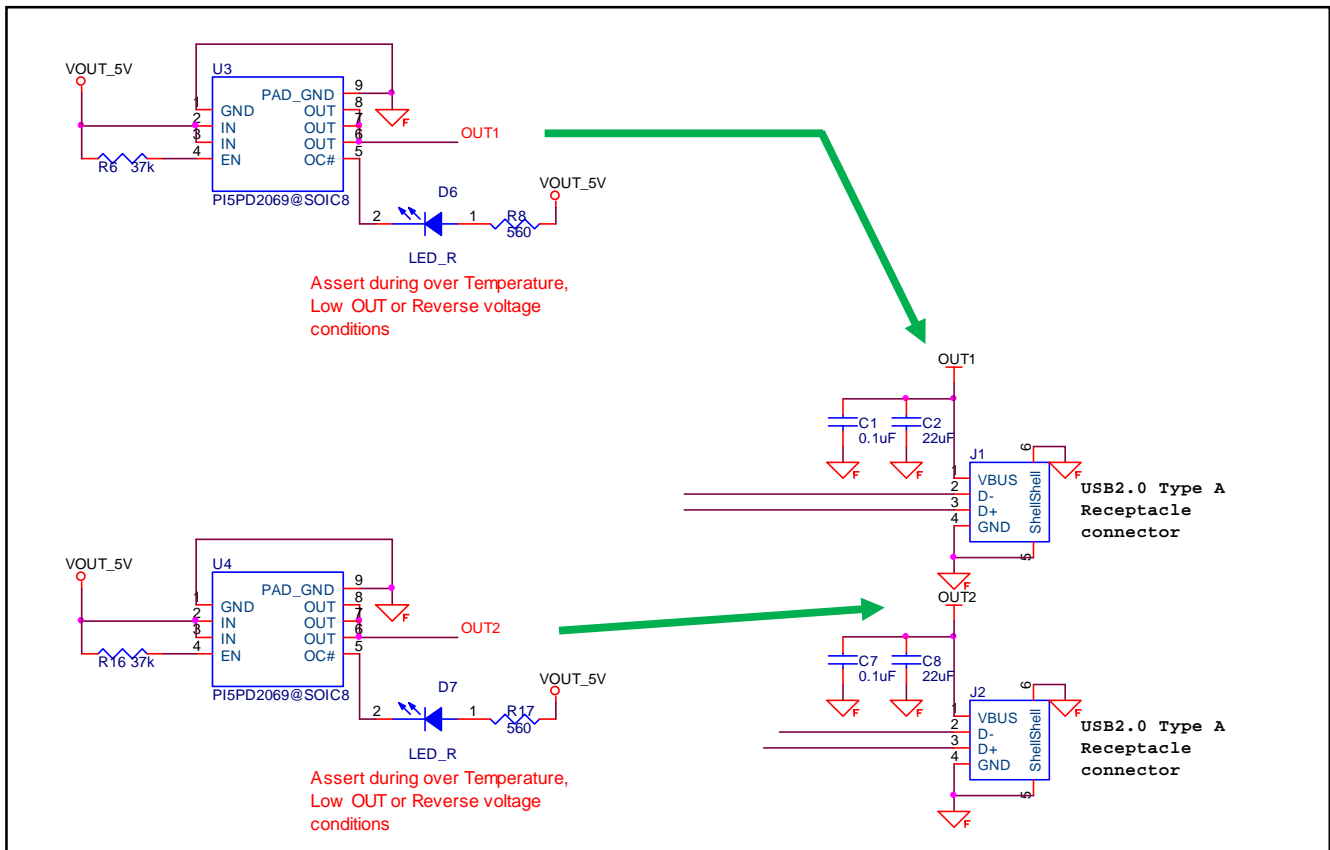 VOUT_5V
U3
1 GND
2 IN
3 IN
4 EN
PAD_GND 9
OUT 8
OUT 7
OUT 6
OC# 5
F
OUT1
R6 37k
PI5PD2069@SOIC8
D6
2
1
R8
560
VOUT_5V
LED_R
Assert during over Temperature,
Low OUT or Reverse voltage
conditions
OUT1
C1
0.1uF
C2
22uF
F
F
J1
6
F
1 VBUS
2 D-
3 D+
4 GND
ShellShell
5
F
USB2.0 Type A
Receptacle
connector
VOUT_5V
U4
1 GND
2 IN
3 IN
4 EN
PAD_GND 9
OUT 8
OUT 7
OUT 6
OC# 5
F
OUT2
R16 37k
PI5PD2069@SOIC8
D7
2
1
R17
560
VOUT_5V
LED_R
Assert during over Temperature,
Low OUT or Reverse voltage
conditions
OUT2
C7
0.1uF
C8
22uF
F
F
J2
6
F
1 VBUS
2 D-
3 D+
4 GND
ShellShell
5
F
USB2.0 Type A
Receptacle
connector